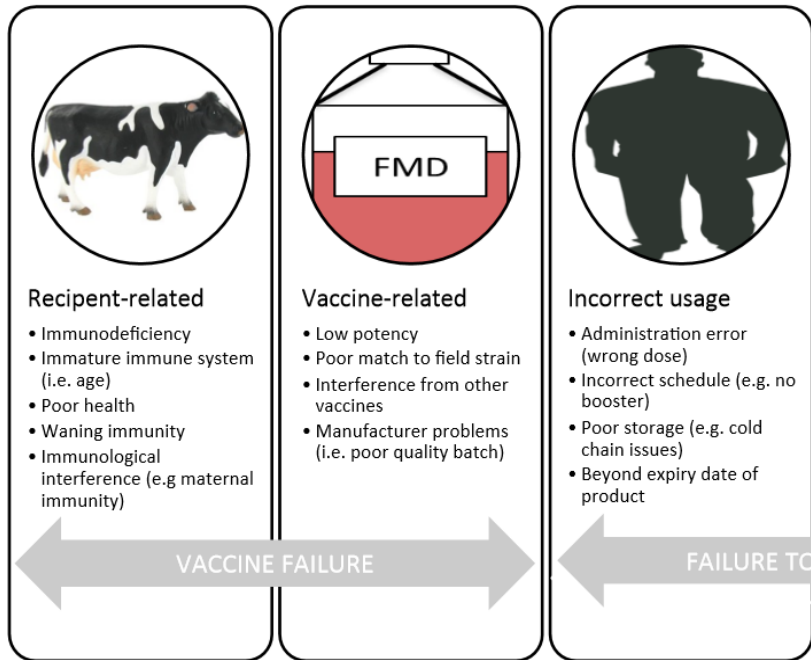 FMD
Recipent-related
• Immunodeficiency
• Immature immune system
(i.e. age)
• Poor health
• Waning immunity
• Immunological
interference (e.g maternal
immunity)
Vaccine-related
• Low potency
• Poor match to field strain
• Interference from other
vaccines
• Manufacturer problems
(i.e. poor quality batch)
Incorrect usage
• Administration error
(wrong dose)
• Incorrect schedule (e.g. no
booster)
• Poor storage (e.g. cold
chain issues)
• Beyond expiry date of
product
VACCINE FAILURE
FAILURE TO